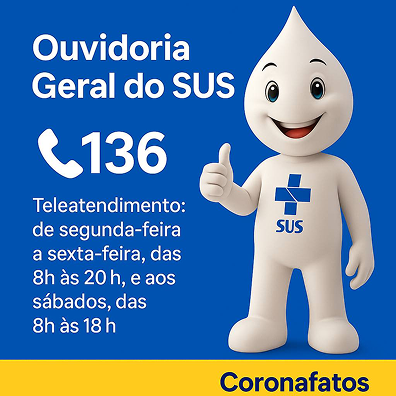 Ouvidoria
Geral do SUS
136
Teleatendimento:
de segunda-feira
a sexta-feira, das
8h às 20 h, e aos
sábados, das
8h às 18 h
SUS
Coronafatos